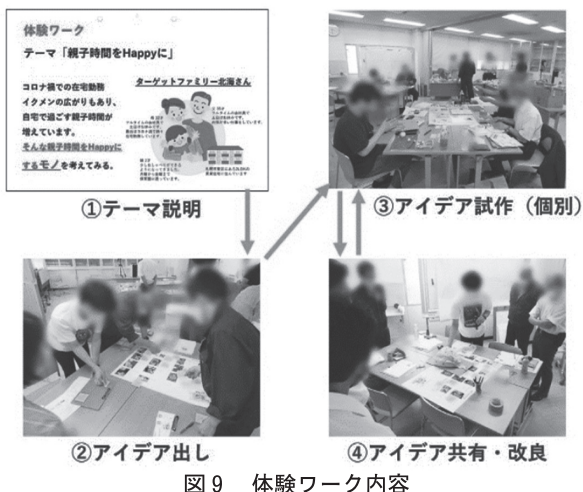 体験ワーク
テーマ「親子時間をHappyに」
ターゲットファミリー北海さん
コロナ禍での在宅勤務
イクメンの広がりもあり、
自宅で過ごす親子時間が
増えています。
そんな親子時間をHappyに
するモノを考えてみる。
①テーマ説明
③アイデア試作（個別）
②アイデア出し
④アイデア共有・改良
図9 体験ワーク内容